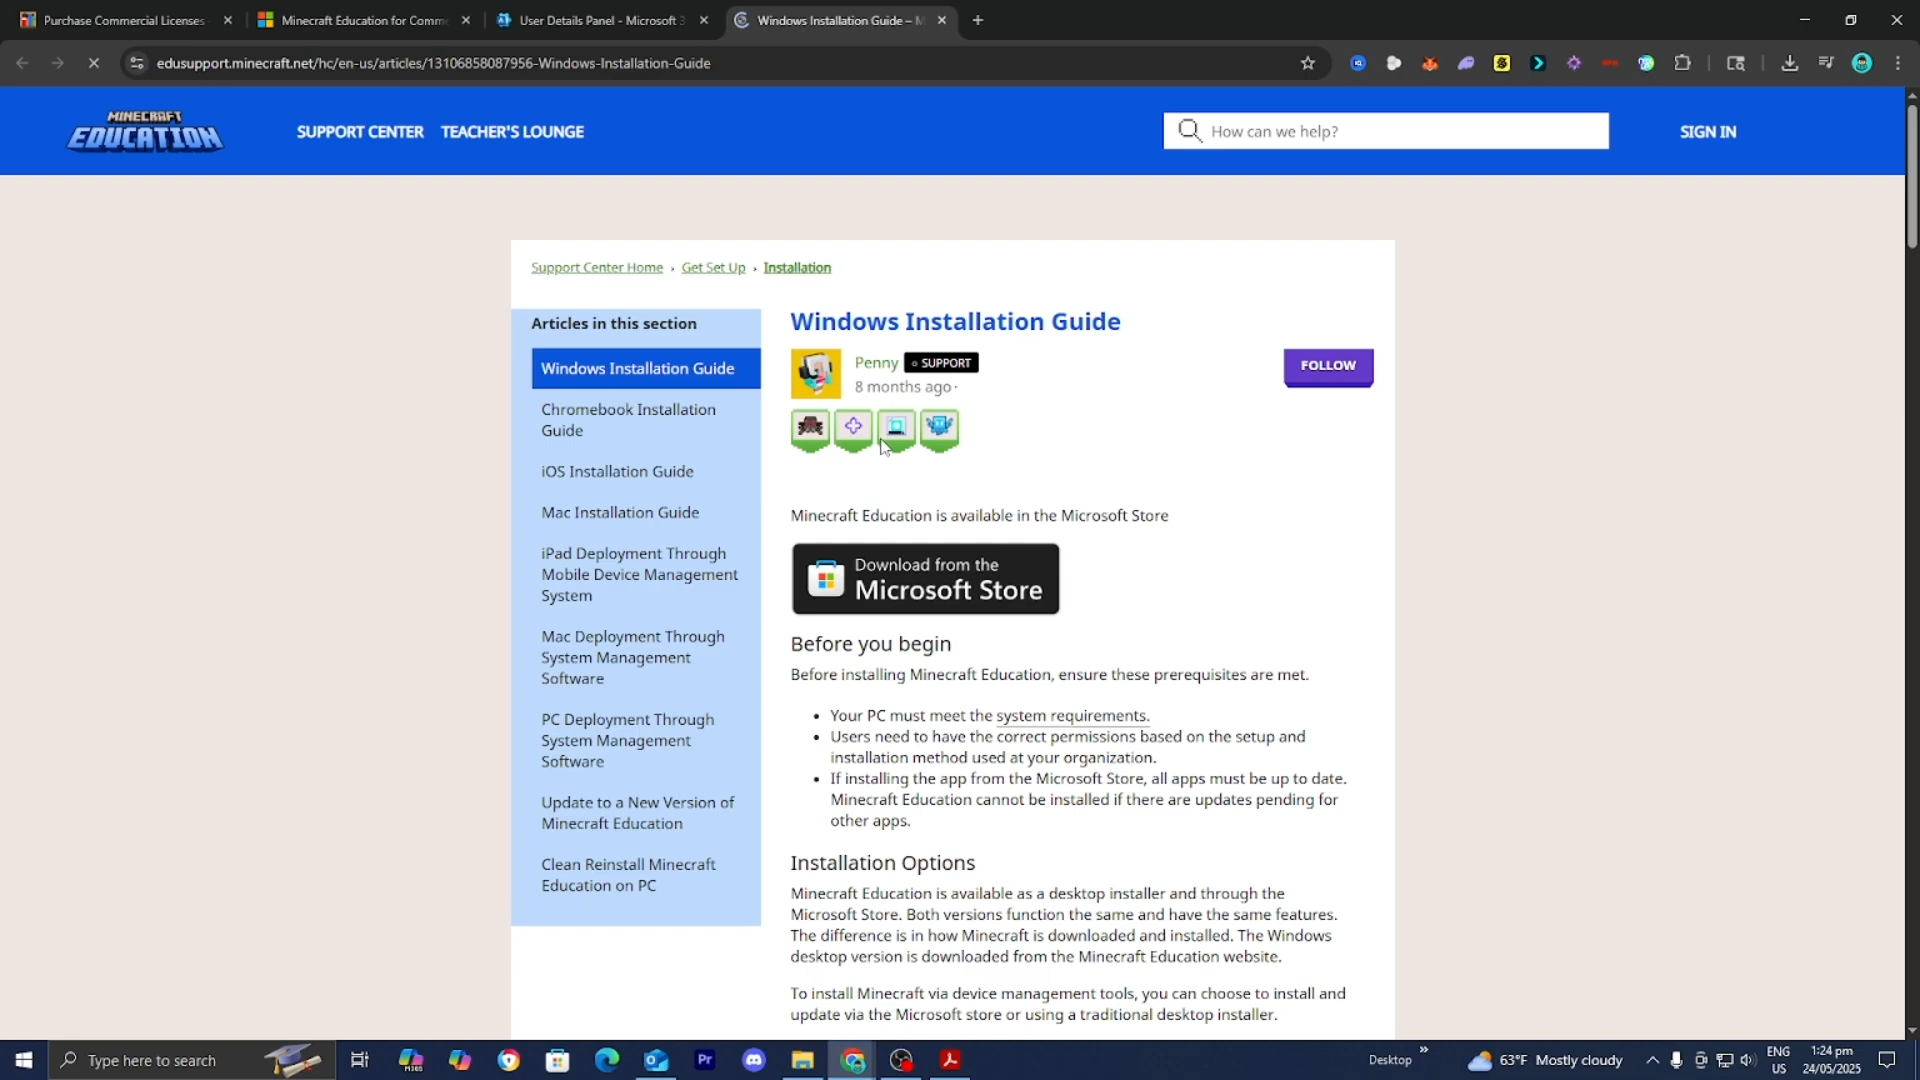 Purchase Commercial Licenses
Minecraft Education for Comme
User Details Panel - Microsoft 3
Windows Installation Guide – M
edusupport.minecraft.net/hc/en-us/articles/13106858087956-Windows-Installation-Guide
MINECRAFT
EDUCATION
SUPPORT CENTER
TEACHER'S LOUNGE
How can we help?
SIGN IN
Support Center Home › Get Set Up › Installation
Articles in this section
Windows Installation Guide
Chromebook Installation
Guide
iOS Installation Guide
Mac Installation Guide
iPad Deployment Through
Mobile Device Management
System
Mac Deployment Through
System Management
Software
PC Deployment Through
System Management
Software
Update to a New Version of
Minecraft Education
Clean Reinstall Minecraft
Education on PC
Windows Installation Guide
Penny SUPPORT
8 months ago ·
FOLLOW
Minecraft Education is available in the Microsoft Store
Download from the
Microsoft Store
Before you begin
Before installing Minecraft Education, ensure these prerequisites are met.
• Your PC must meet the system requirements.
• Users need to have the correct permissions based on the setup and
installation method used at your organization.
• If installing the app from the Microsoft Store, all apps must be up to date.
Minecraft Education cannot be installed if there are updates pending for
other apps.
Installation Options
Minecraft Education is available as a desktop installer and through the
Microsoft Store. Both versions function the same and have the same features.
The difference is in how Minecraft is downloaded and installed. The Windows
desktop version is downloaded from the Minecraft Education website.
To install Minecraft via device management tools, you can choose to install and
update via the Microsoft store or using a traditional desktop installer.
Type here to search
M365
Pr
Desktop
63°F Mostly cloudy
ENG
US
1:24 pm
24/05/2025